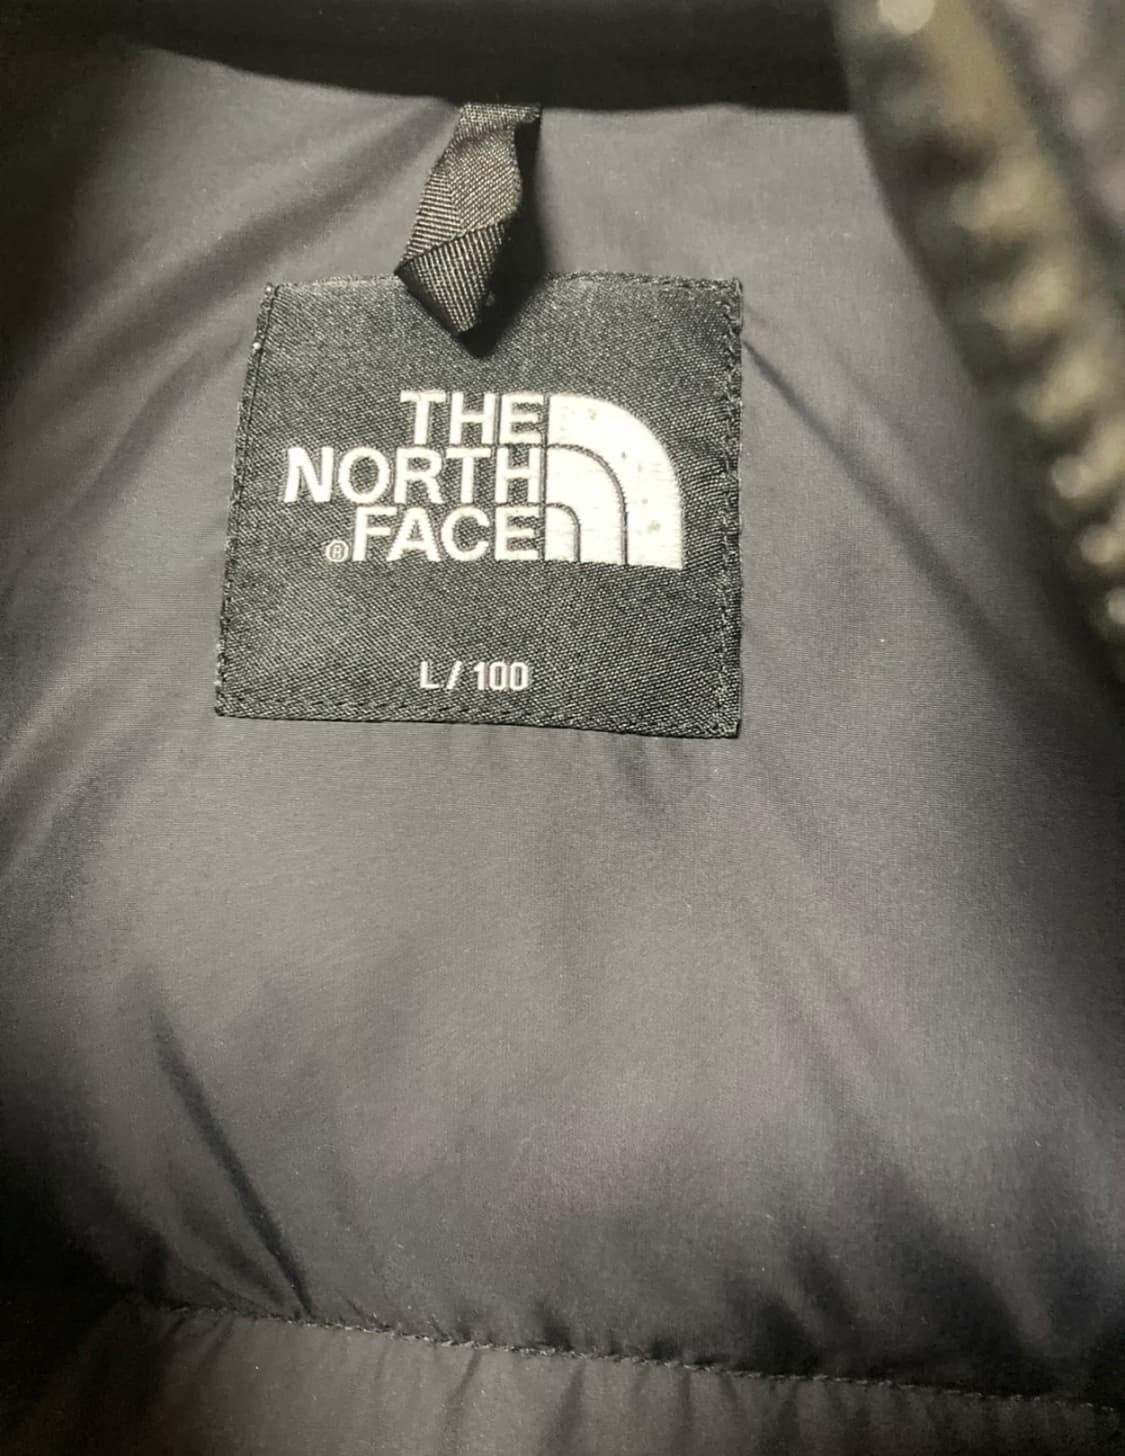 THE
NORTH
®FACE
L / 100